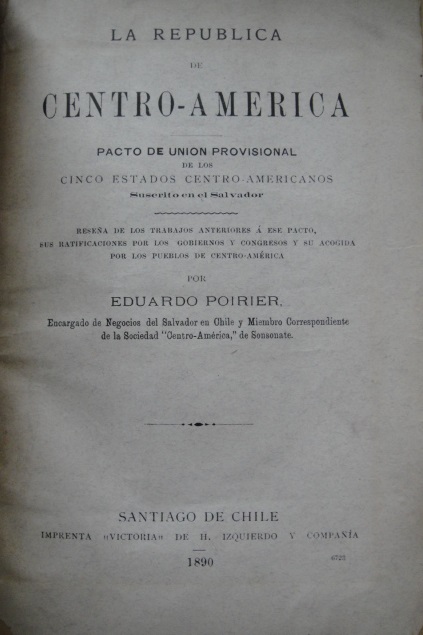 LA REPUBLICA
DE
CENTRO-AMERICA
PACTO DE UNION PROVISIONAL
DE LOS
CINCO ESTADOS CENTRO-AMERICANOS
Suscrito en el Salvador
RESEÑA DE LOS TRABAJOS ANTERIORES Á ESE PACTO,
SUS RATIFICACIONES POR LOS GOBIERNOS Y CONGRESOS Y SU ACOGIDA
POR LOS PUEBLOS DE CENTRO-AMÉRICA
POR
EDUARDO POIRIER,
Encargado de Negocios del Salvador en Chile y Miembro Correspondiente
de la Sociedad "Centro-América," de Sonsonate.
SANTIAGO DE CHILE
IMPRENTA «VICTORIA» DE H. IZQUIERDO Y COMPAÑÍA
1890